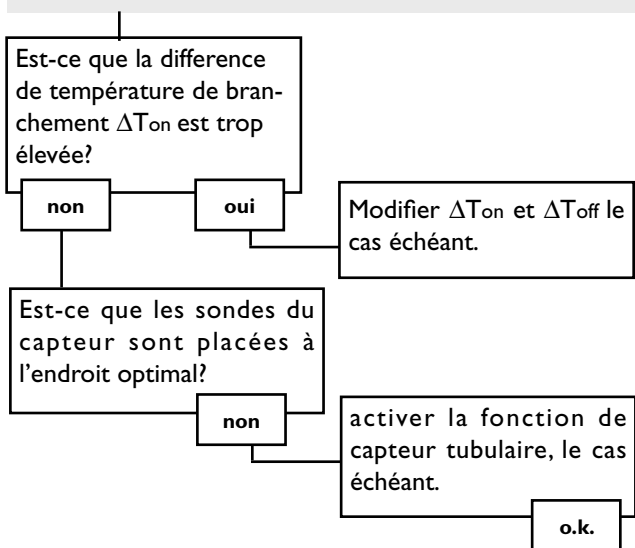 Est-ce que la difference
de température de bran-
chement ΔTon est trop
élevée?
non
oui
Modifier ΔTon et ΔToff le
cas échéant.
Est-ce que les sondes du
capteur sont placées à
l'endroit optimal?
non
activer la fonction de
capteur tubulaire, le cas
échéant.
o.k.